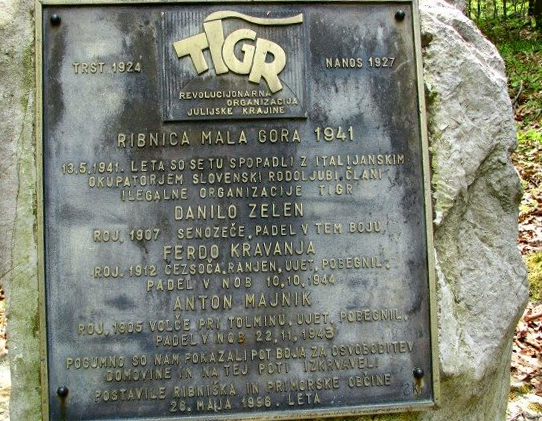 TIGR
TRST 1924
NANOS 1927
REVOLUCIONARNA
ORGANIZACIJA
JULIJSKE KRAJINE
RIBNICA MALA GORA 1941
13.5.1941. LETA SO SE TU SPOPADLI Z ITALIJANSKIM
OKUPATORJEM SLOVENSKI RODOLJUBI, ČLANI
ILEGALNE ORGANIZACIJE TIGR
DANILO ZELEN
ROJ. 1907 SENOŽEČE, PADEL V TEM BOJU,
FERDO KRAVANJA
ROJ. 1912 ČEZSOČA, RANJEN, UJET, POBEGNIL,
PADEL V NOB 10.10.1944
ANTON MAJNIK
ROJ. 1905 VOLČE PRI TOLMINU, UJET, POBEGNIL,
PADEL V NOB 22.11.1943
POGUMNO SO NAM POKAZALI POT BOJA ZA OSVOBODITEV
DOMOVINE IN NA TEJ POTI IZKRVAVELI
POSTAVILE RIBNIŠKA IN PRIMORSKE OBČINE
26. MAJA 1996. LETA